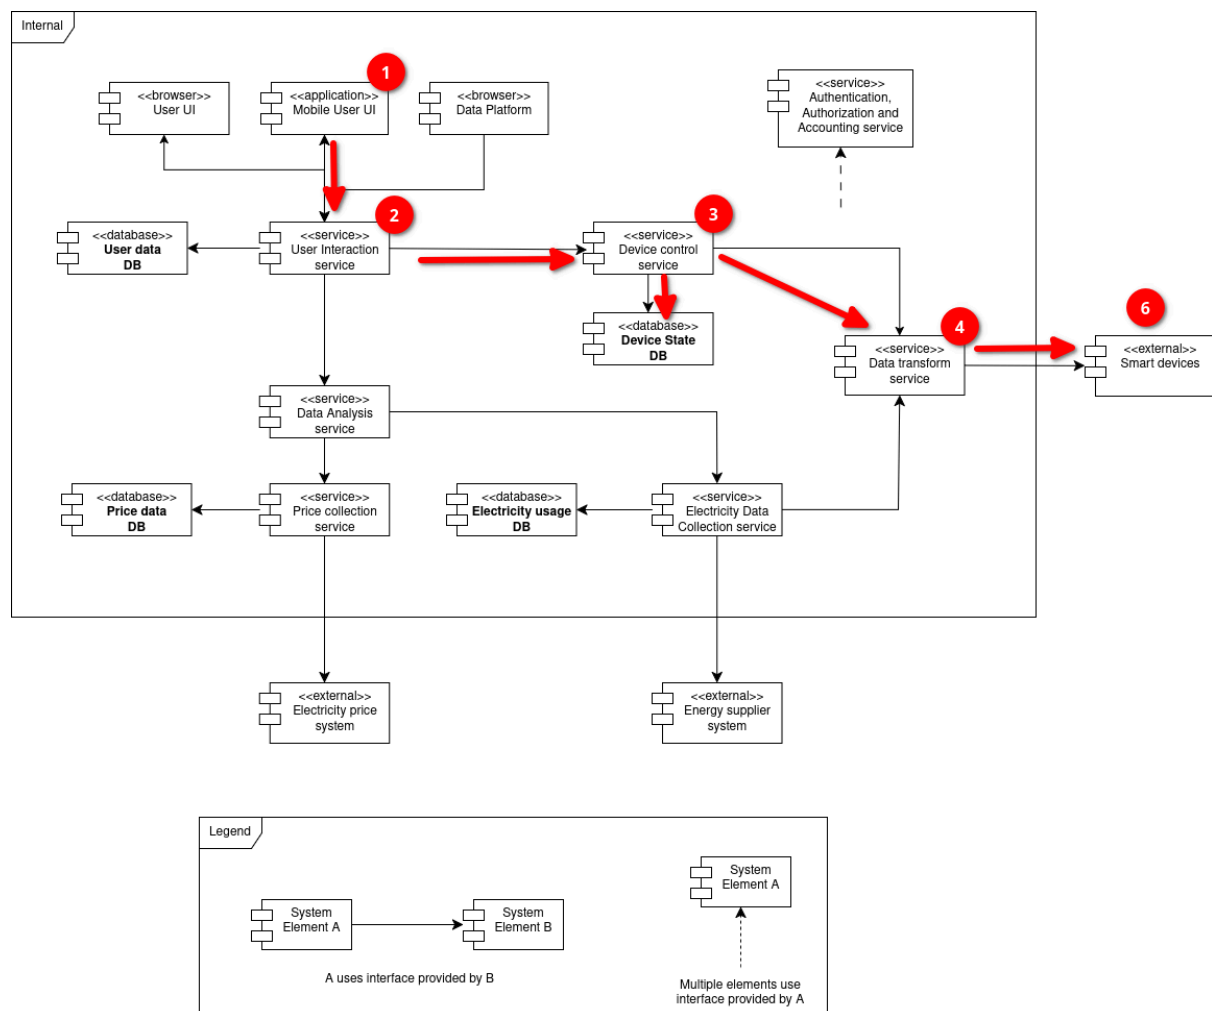 Internal
1
<<browser>>
User UI
<<application>>
Mobile User UI
<<browser>>
Data Platform
<<service>>
Authentication,
Authorization and
Accounting service
2
3
<<database>>
User data
DB
<<service>>
User Interaction
service
<<service>>
Device control
service
<<database>>
Device State
DB
4
6
<<service>>
Data transform
service
<<external>>
Smart devices
<<service>>
Data Analysis
service
<<database>>
Price data
DB
<<service>>
Price collection
service
<<database>>
Electricity usage
DB
<<service>>
Electricity Data
Collection service
<<external>>
Electricity price
system
<<external>>
Energy supplier
system
Legend
System
Element A
System
Element B
A uses interface provided by B
System
Element A
Multiple elements use
interface provided by A